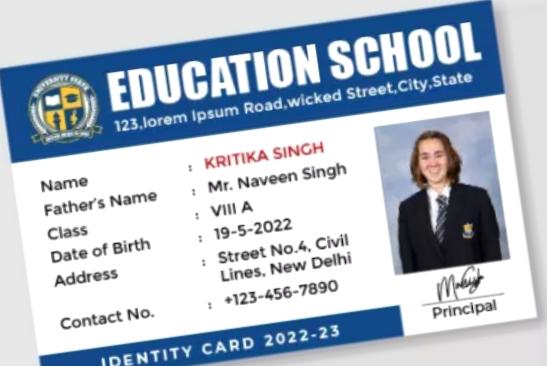 EDUCATION SCHOOL
123,lorem Ipsum Road,wicked Street,City,State
Name : KRITIKA SINGH
Father's Name : Mr. Naveen Singh
Class : VIII A
Date of Birth : 19-5-2022
Address : Street No.4, Civil
Lines, New Delhi
Contact No. : +123-456-7890
Principal
IDENTITY CARD 2022-23